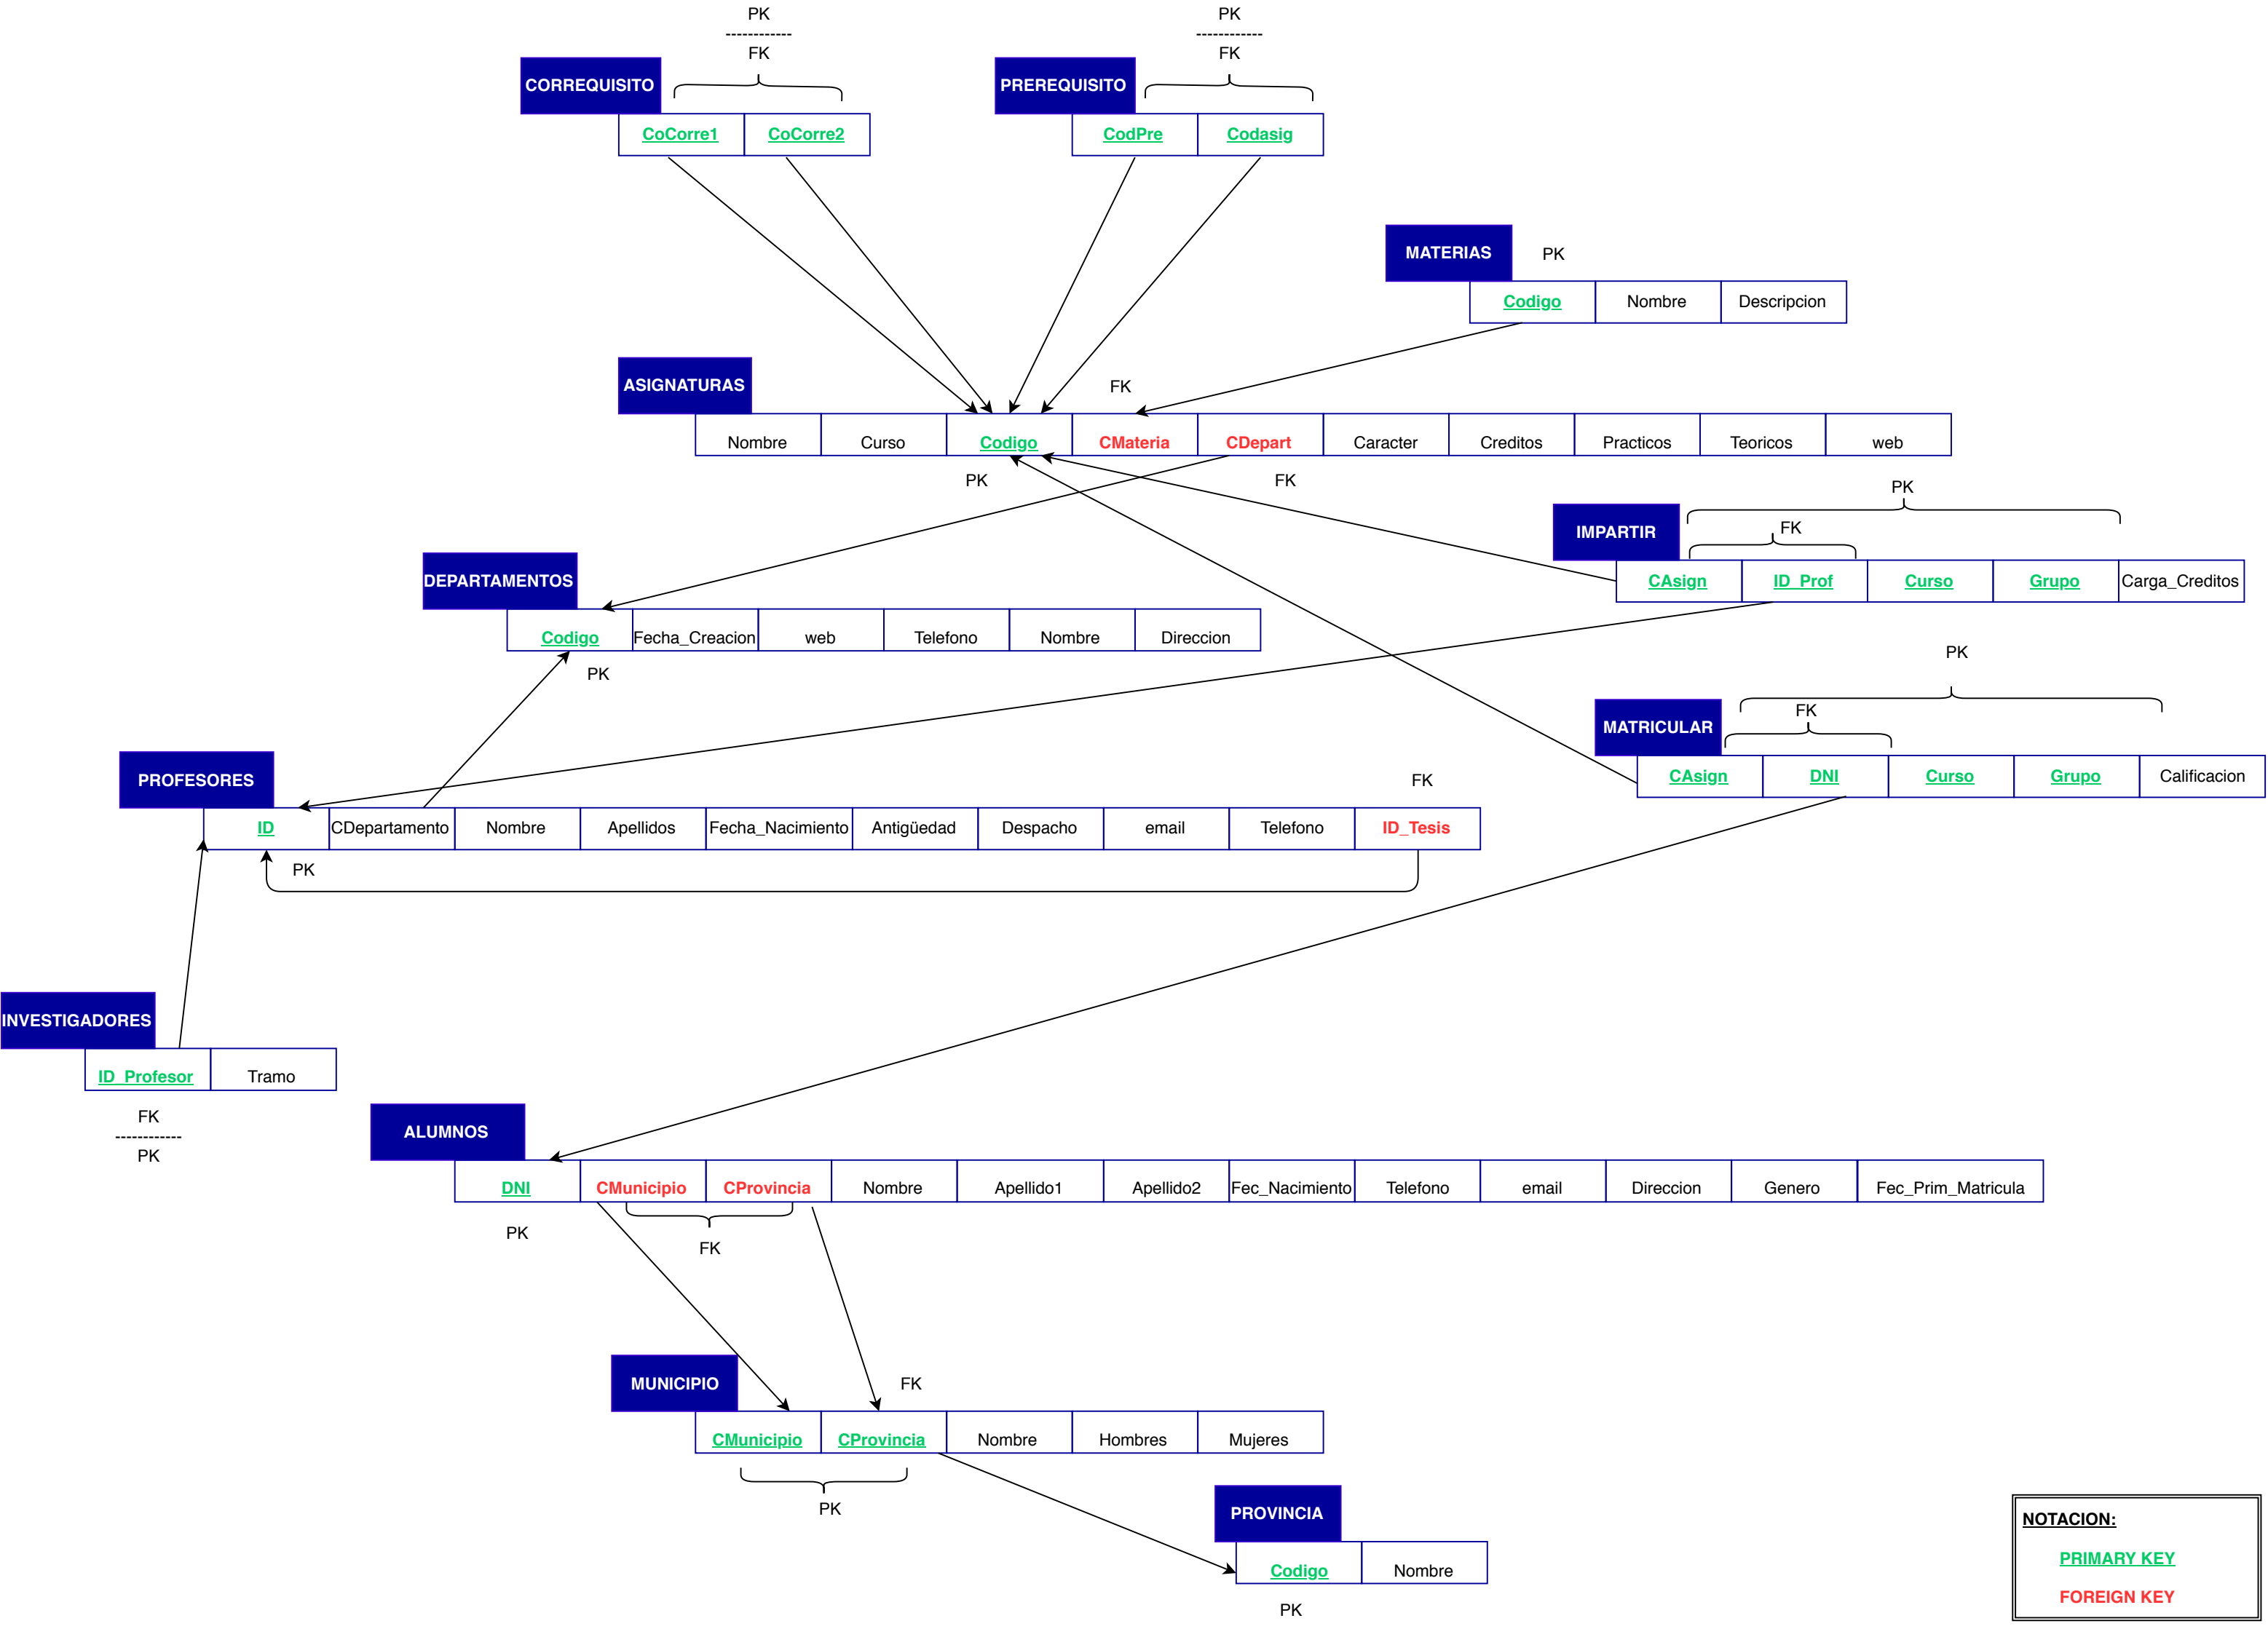 PK
------------
FK
PK
------------
FK
CORREQUISITO
PREREQUISITO
CoCorre1 CoCorre2
CodPre Codasig
MATERIAS
PK
Codigo Nombre Descripcion
ASIGNATURAS
FK
Nombre Curso Codigo CMateria CDepart Caracter Creditos Practicos Teoricos web
PK
FK
PK
IMPARTIR
FK
CAsign ID_Prof Curso Grupo Carga_Creditos
DEPARTAMENTOS
Codigo Fecha_Creacion web Telefono Nombre Direccion
PK
PK
MATRICULAR
FK
CAsign DNI Curso Grupo Calificacion
PROFESORES
FK
ID CDepartamento Nombre Apellidos Fecha_Nacimiento Antigüedad Despacho email Telefono ID_Tesis
PK
INVESTIGADORES
ID_Profesor Tramo
FK
------------
PK
ALUMNOS
DNI CMunicipio CProvincia Nombre Apellido1 Apellido2 Fec_Nacimiento Telefono email Direccion Genero Fec_Prim_Matricula
PK
FK
MUNICIPIO
FK
CMunicipio CProvincia Nombre Hombres Mujeres
PK
PROVINCIA
Codigo Nombre
PK
NOTACION:
PRIMARY KEY
FOREIGN KEY